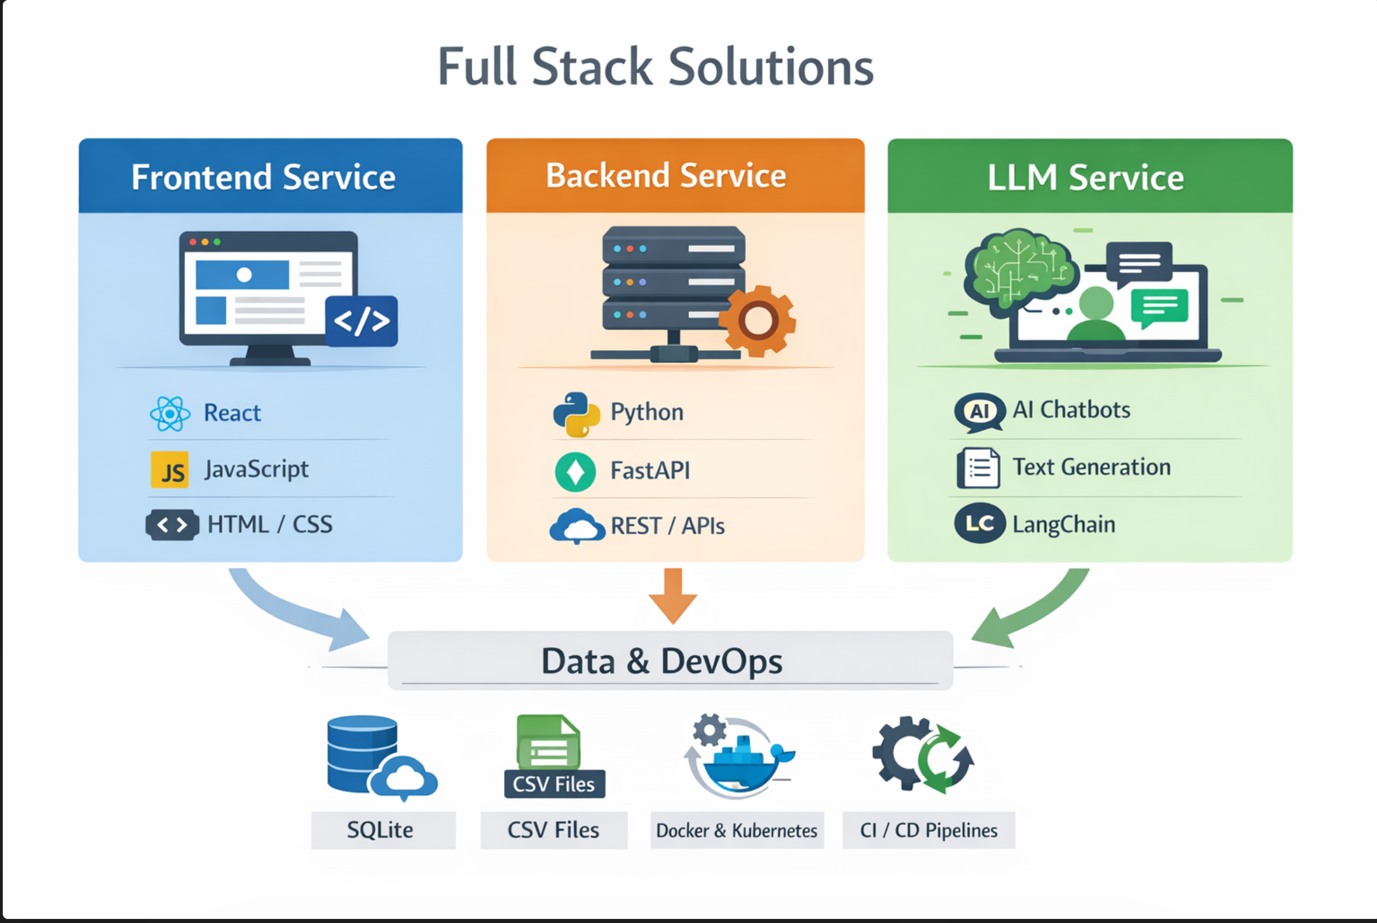 Full Stack Solutions
Frontend Service
</>
React
JS JavaScript
< > HTML / CSS
Backend Service
Python
FastAPI
REST / APIs
LLM Service
AI AI Chatbots
Text Generation
LC LangChain
Data & DevOps
CSV Files
SQLite
CSV Files
Docker & Kubernetes
CI / CD Pipelines